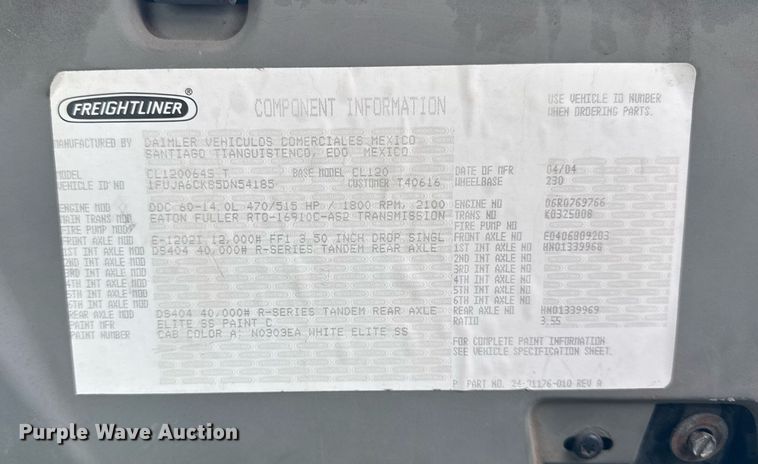 FREIGHTLINER ®
COMPONENT INFORMATION
USE VEHICLE ID NUMBER
WHEN ORDERING PARTS.
MANUFACTURED BY DAIMLER VEHICULOS COMERCIALES MEXICO
SANTIAGO TIANGUISTENCO, EDO. MEXICO
MODEL CL120064S T BASE MODEL CL120 DATE OF MFR 04/04
VEHICLE ID NO 1FUJA6CK85DN54185 CUSTOMER T40616 WHEELBASE 230
ENGINE MOD DDC 60-14.0L 470/515 HP / 1800 RPM, 2100 ENGINE NO 06R0769766
MAIN TRANS MOD EATON FULLER RTO-16910C-AS2 TRANSMISSION TRANS NO K0325008
FIRE PUMP MOD FIRE PUMP NO
FRONT AXLE MOD E-1202I 12,000# FF1 3.50 INCH DROP SINGL FRONT AXLE NO E0406809203
1ST INT AXLE MOD DS404 40,000# R-SERIES TANDEM REAR AXLE 1ST INT AXLE NO HN01339968
2ND INT AXLE MOD 2ND INT AXLE NO
3RD INT AXLE MOD 3RD INT AXLE NO
4TH INT AXLE MOD 4TH INT AXLE NO
5TH INT AXLE MOD 5TH INT AXLE NO
6TH INT AXLE MOD 6TH INT AXLE NO
REAR AXLE MOD DS404 40,000# R-SERIES TANDEM REAR AXLE REAR AXLE NO HN01339969
PAINT MFR ELITE SS PAINT C RATIO 3.55
PAINT NUMBER CAB COLOR A: N0303EA WHITE ELITE SS
FOR COMPLETE PAINT INFORMATION
SEE VEHICLE SPECIFICATION SHEET.
PART NO. 24-71176-010 REV A
Purple Wave Auction